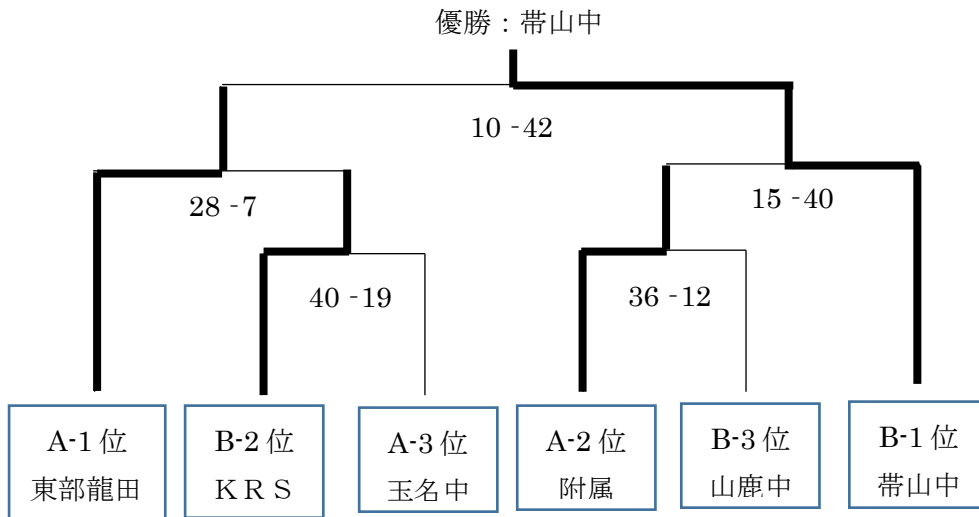 優勝：帯山中
10 -42
28 -7
15 -40
40 -19
36 -12
A-1 位
東部龍田
B-2 位
ＫＲＳ
A-3 位
玉名中
A-2 位
附属
B-3 位
山鹿中
B-1 位
帯山中